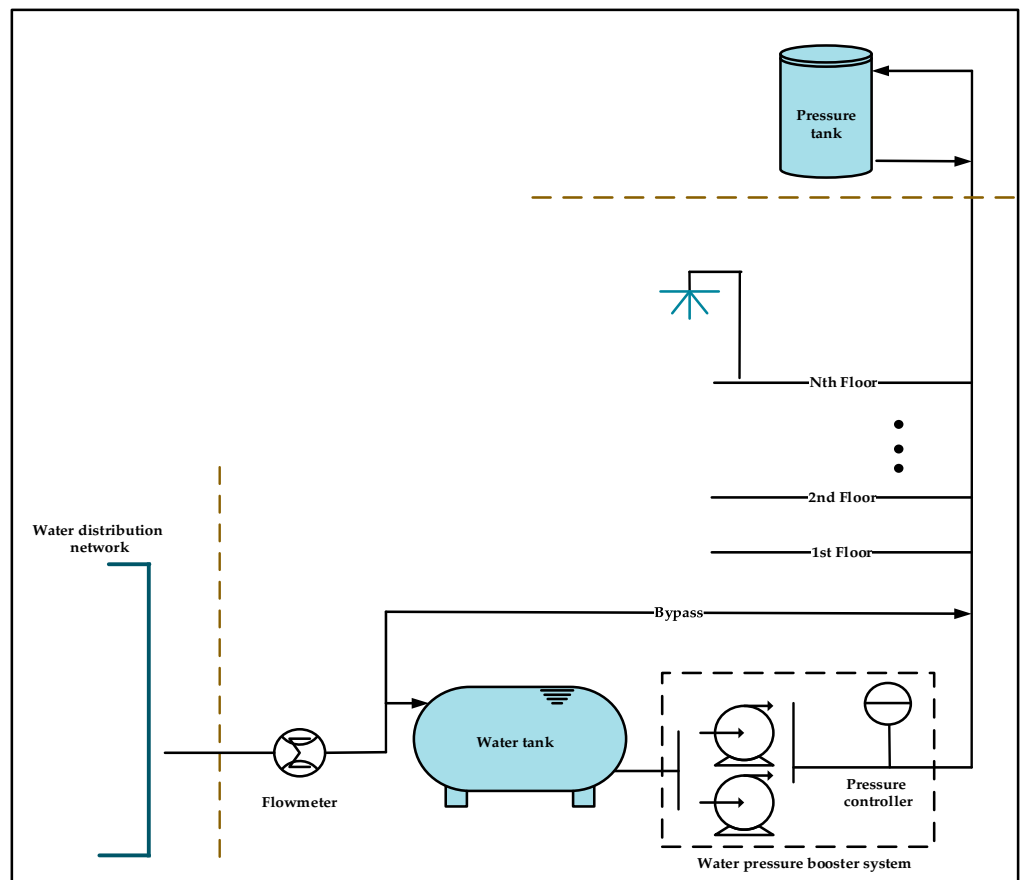 Pressure
tank
Nth Floor
2nd Floor
1st Floor
Water distribution
network
Bypass
Water tank
Flowmeter
Pressure
controller
Water pressure booster system